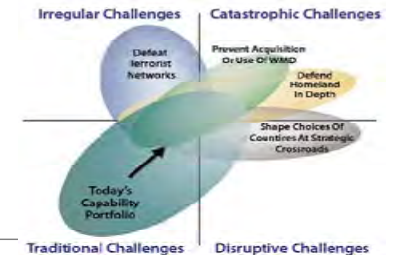 Irregular Challenges
Catastrophic Challenges
Defeat
Terrorist
Networks
Prevent Acquisition
Or Use Of WMD
Defend
Homeland
In Depth
Shape Choices Of
Countires At Strategic
Crossroads
Today's
Capability
Portfolio
Traditional Challenges
Disruptive Challenges